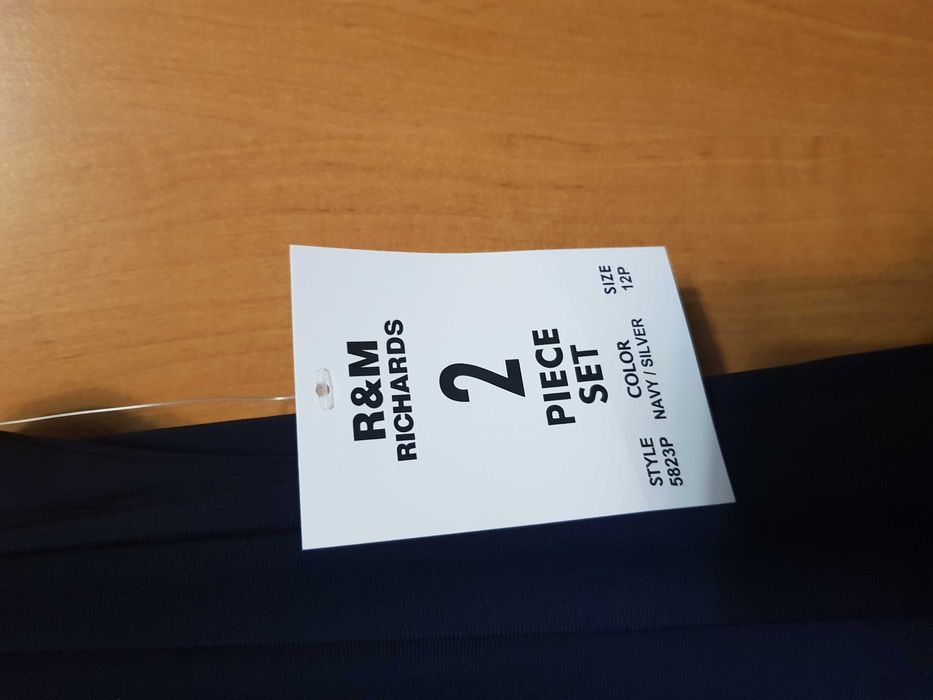 R&M
RICHARDS
2
PIECE
SET
STYLE COLOR SIZE
5823P NAVY / SILVER 12P